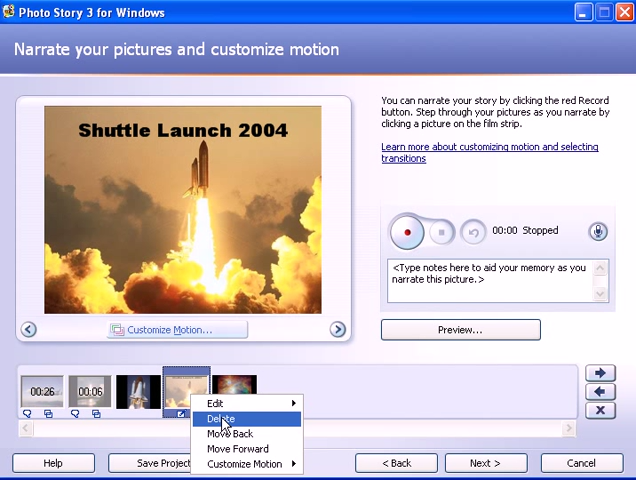 Photo Story 3 for Windows
Narrate your pictures and customize motion
Shuttle Launch 2004
Customize Motion...
You can narrate your story by clicking the red Record
button. Step through your pictures as you narrate by
clicking a picture on the film strip.
Learn more about customizing motion and selecting
transitions
00:00 Stopped
<Type notes here to aid your memory as you
narrate this picture.>
Preview...
00:26
00:06
Edit
Delete
Move Back
Move Forward
Customize Motion
Help
Save Project
< Back
Next >
Cancel